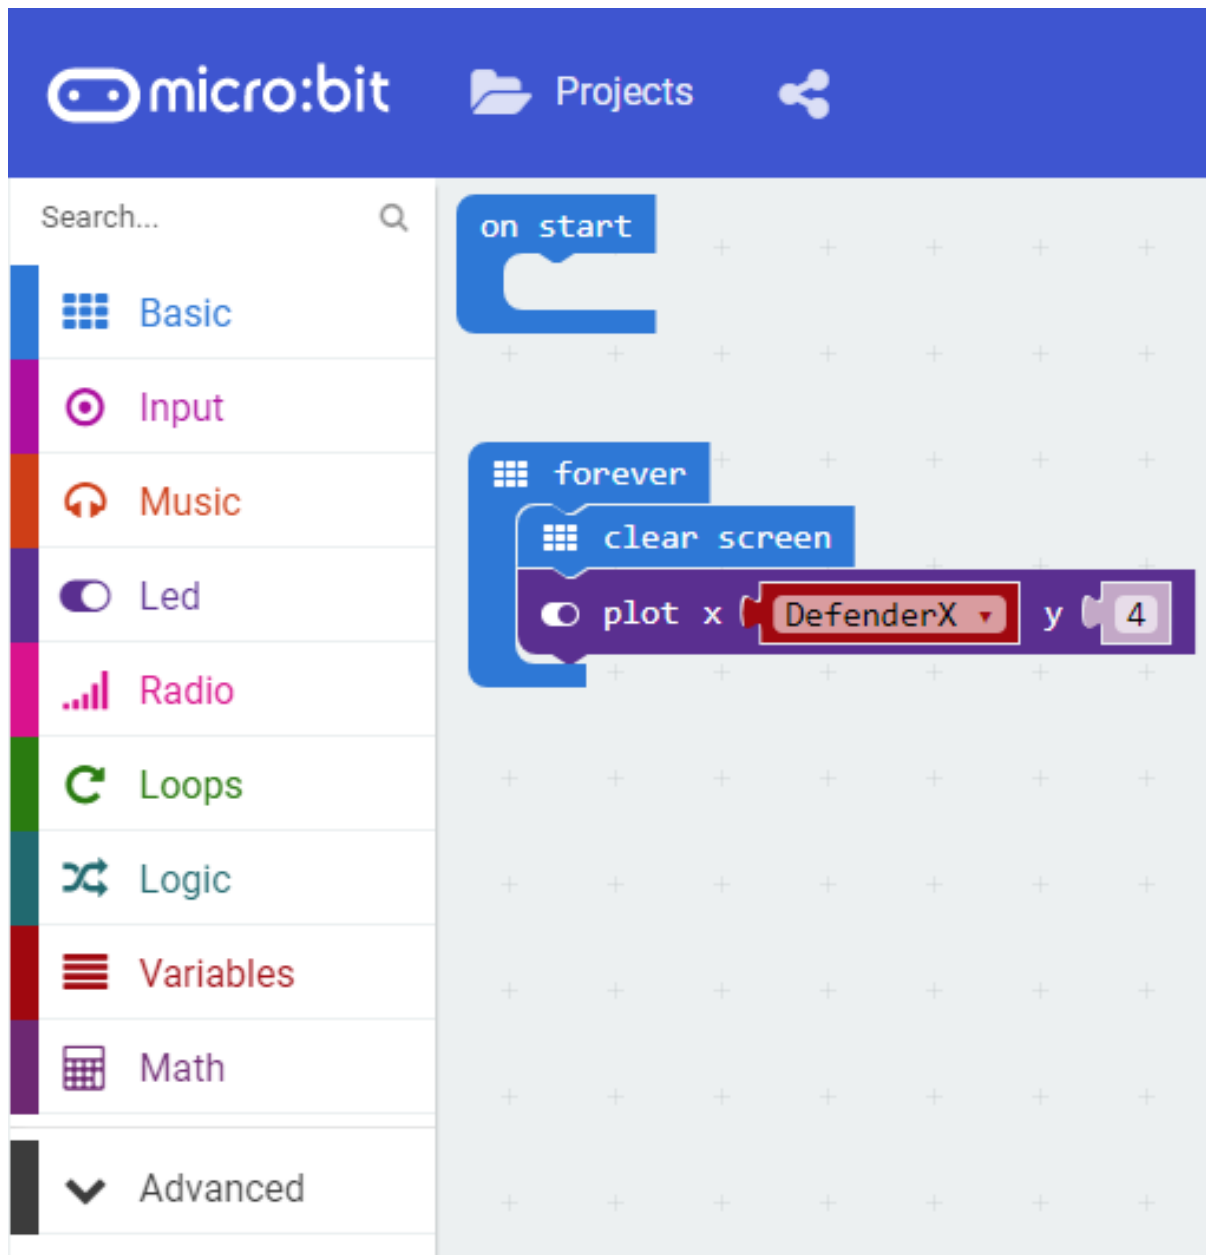 micro:bit Projects
Search...
Basic
Input
Music
Led
Radio
Loops
Logic
Variables
Math
Advanced
on start
forever
clear screen
plot x DefenderX y 4